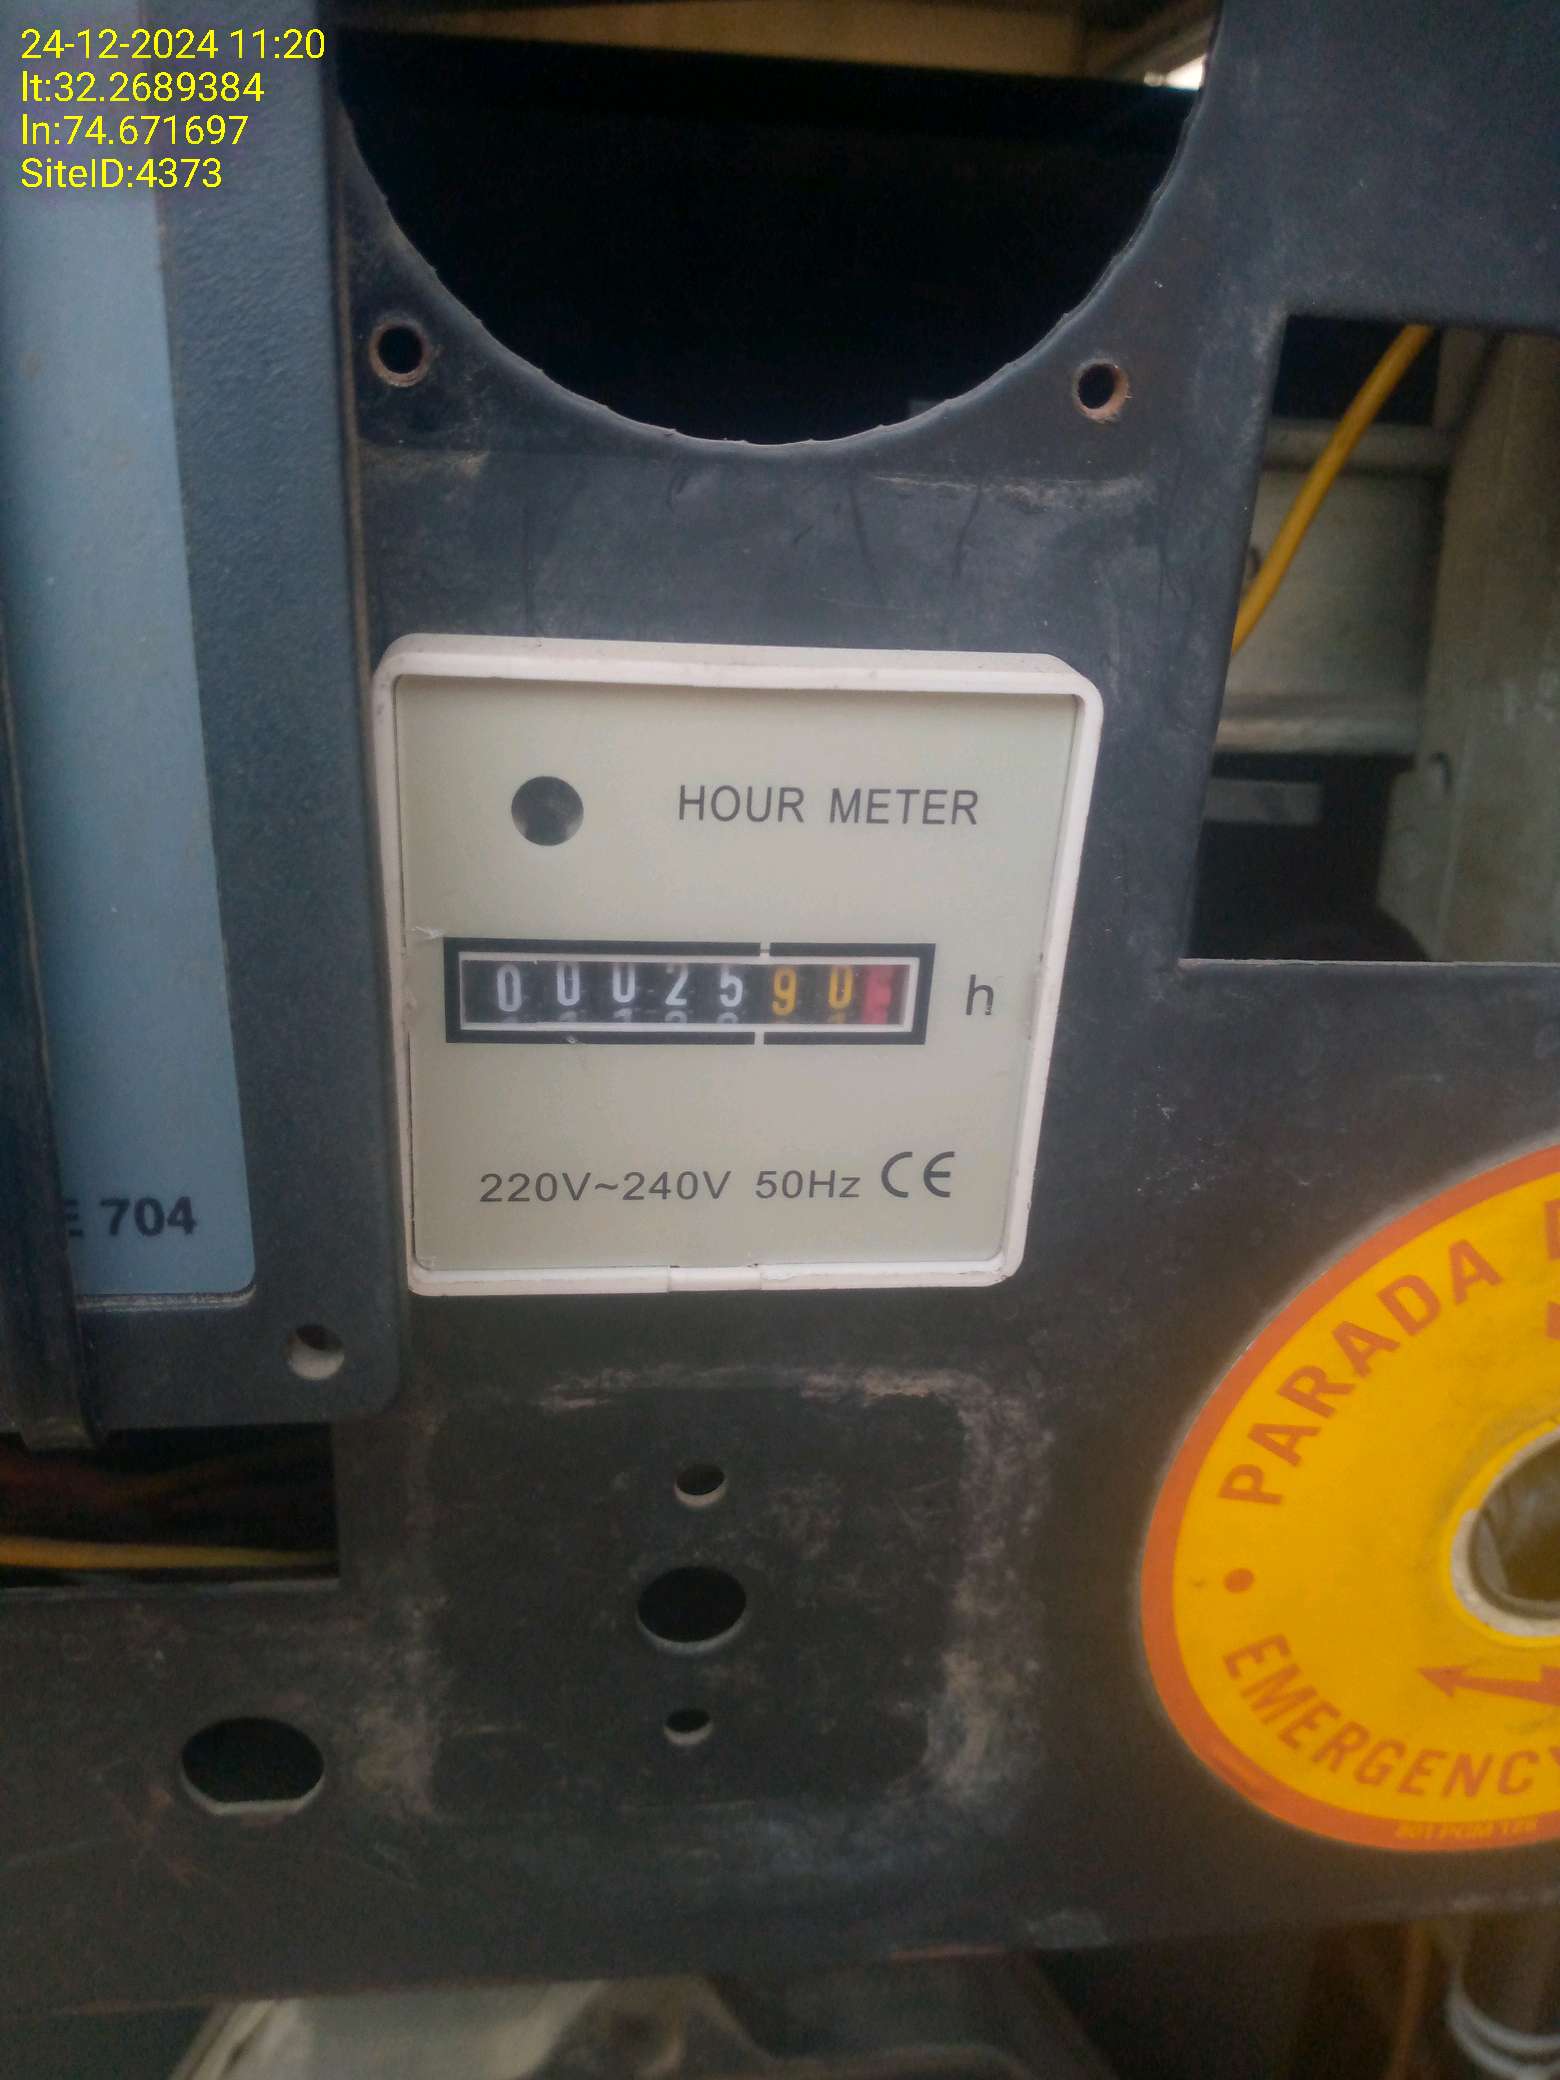 24-12-2024 11:20
lt:32.2689384
ln:74.671697
SiteID:4373
HOUR METER
0002590
h
220V~240V 50Hz CE
E 704
PARADA
EMERGENCY